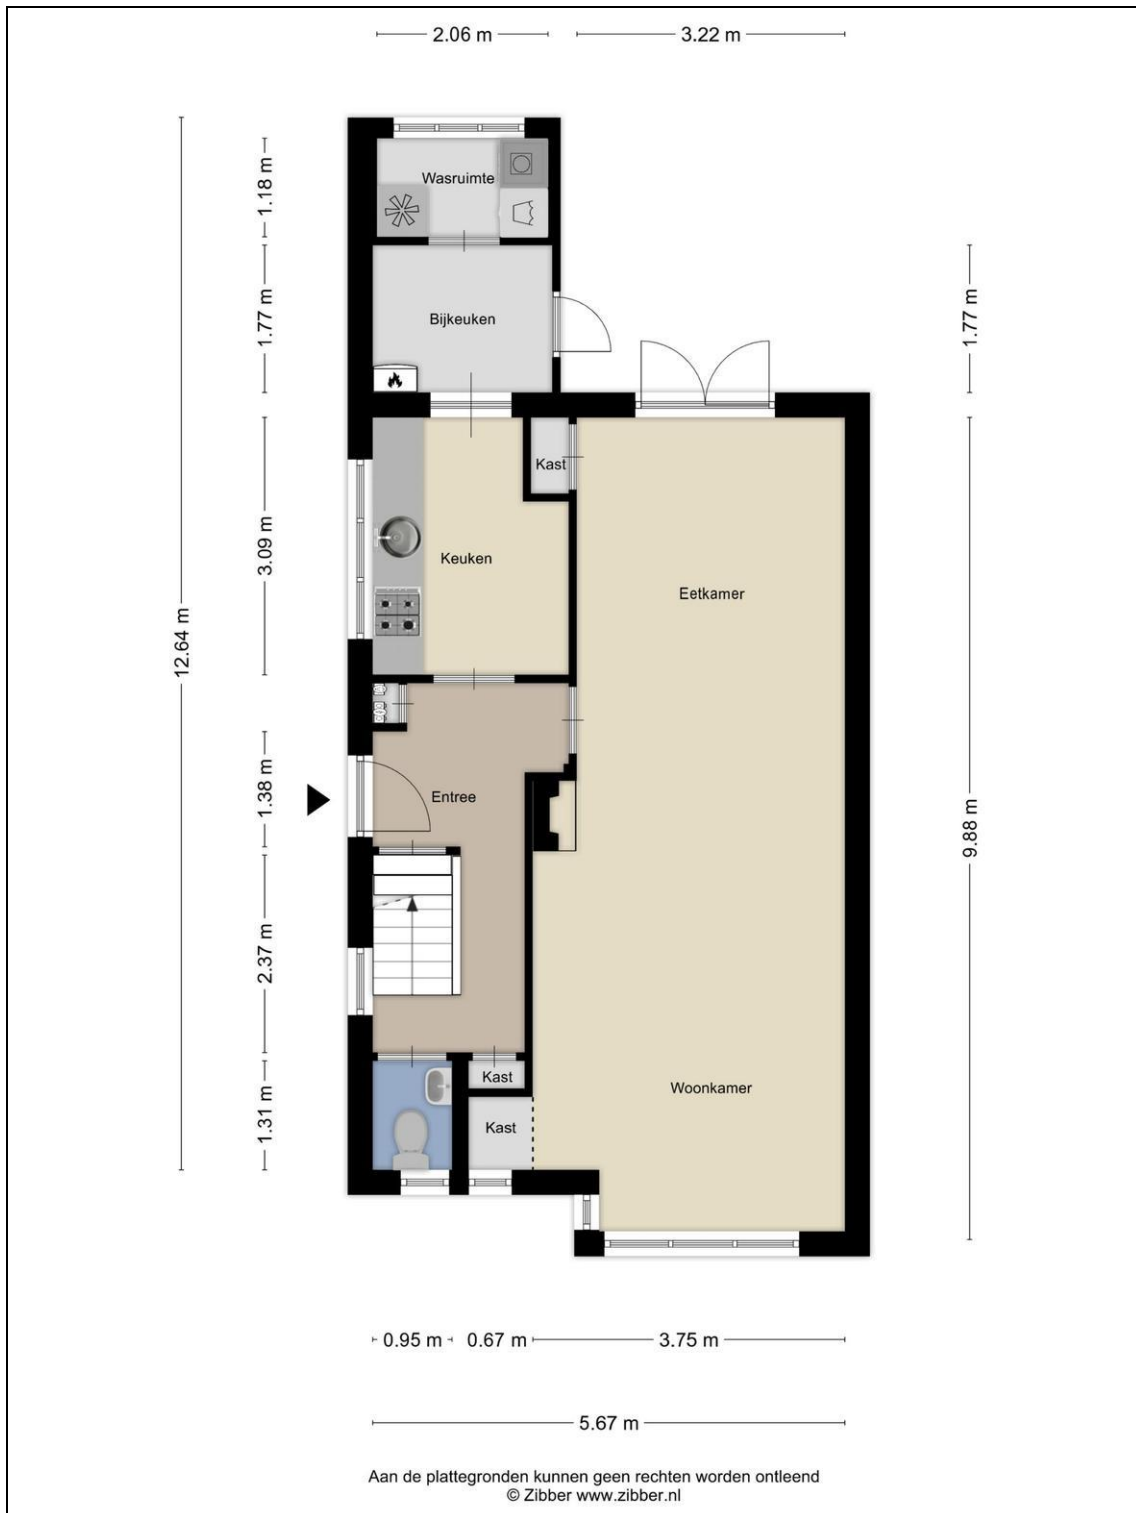 2.06 m
3.22 m
1.18 m
Wasruimte
1.77 m
Bijkeuken
1.77 m
3.09 m
Kast
Keuken
Eetkamer
12.64 m
1.38 m
Entree
9.88 m
2.37 m
Kast
Woonkamer
1.31 m
Kast
0.95 m
0.67 m
3.75 m
5.67 m
Aan de plattegronden kunnen geen rechten worden ontleend
© Zibber www.zibber.nl